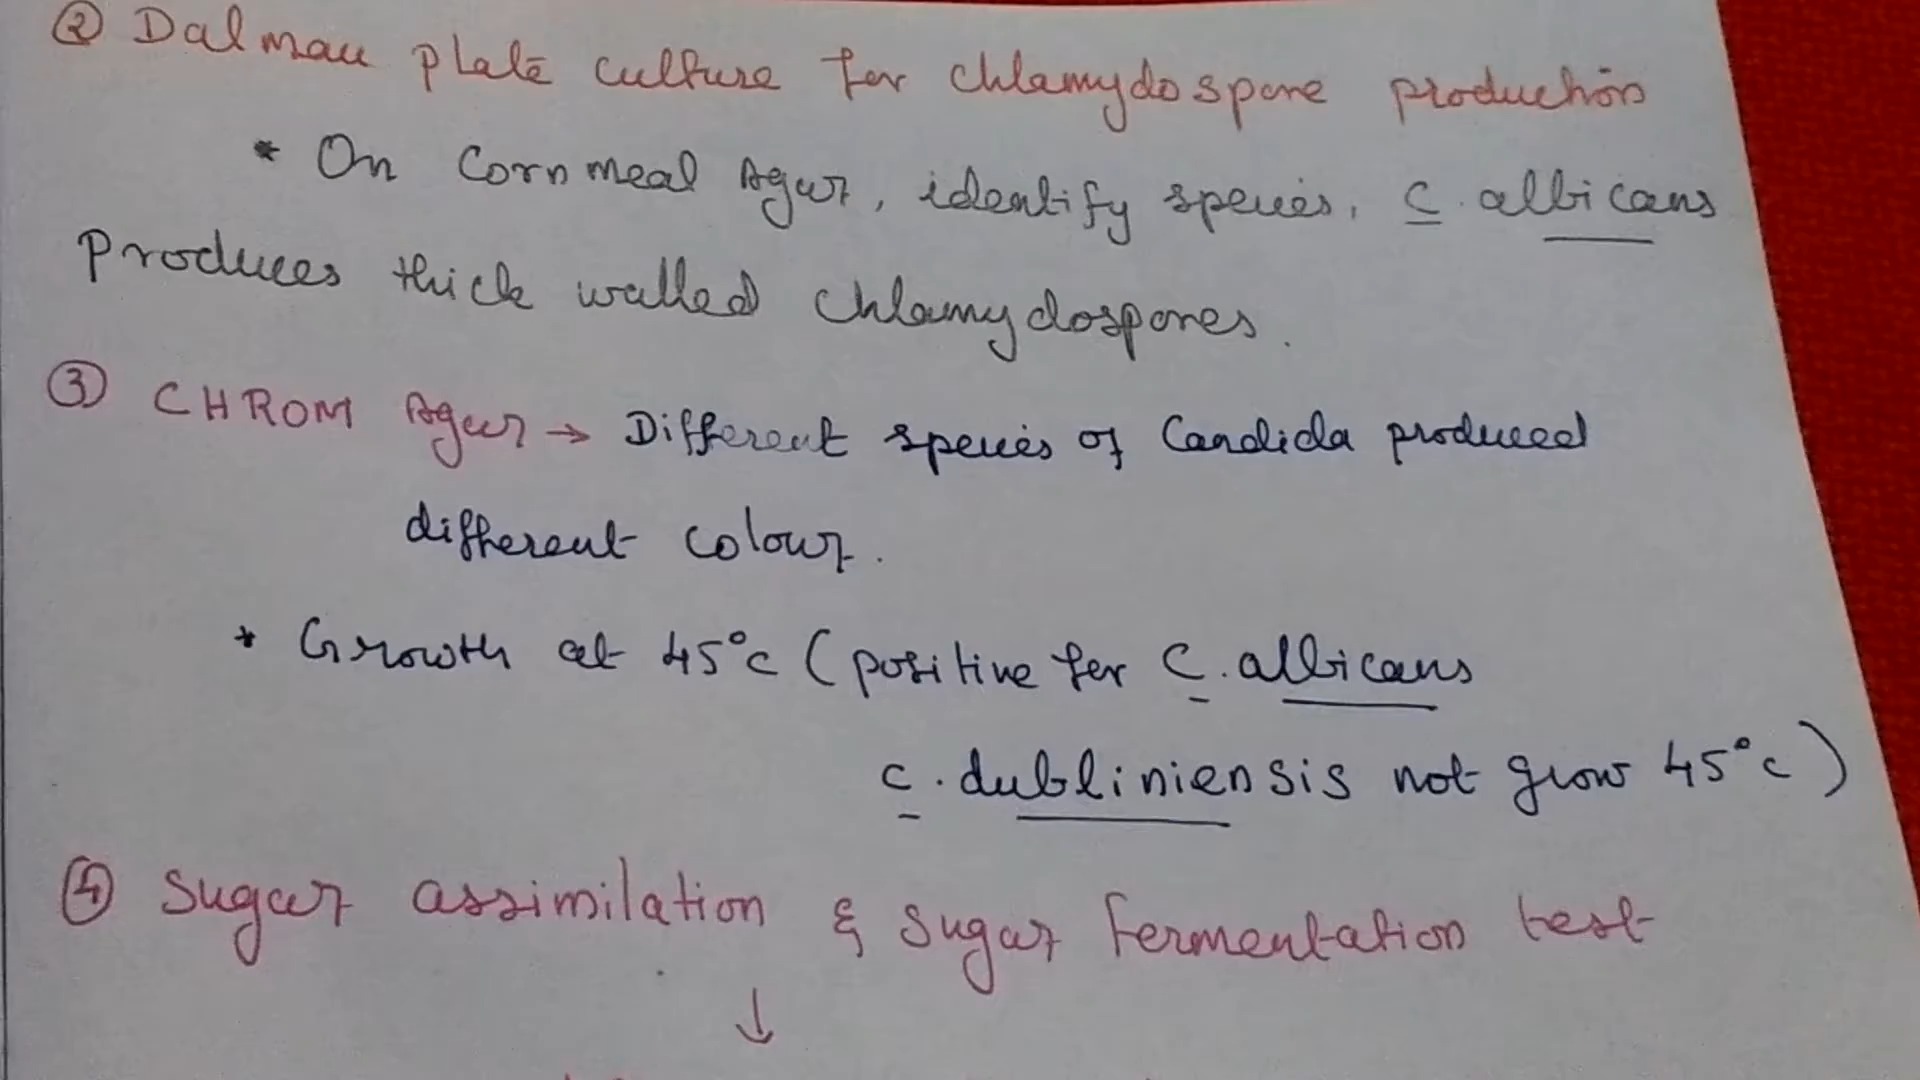 ② Dalmau plate culture for chlamydospore production
* On Corn meal Agar, identify species, C. albicans
Produces thick walled chlamydospores.
③ CHROM Agar → Different species of Candida produced
different colour.
* Growth at 45°c (positive for C. albicans
c. dubliniensis not grow 45°c)
④ Sugar assimilation & Sugar Fermentation test
↓